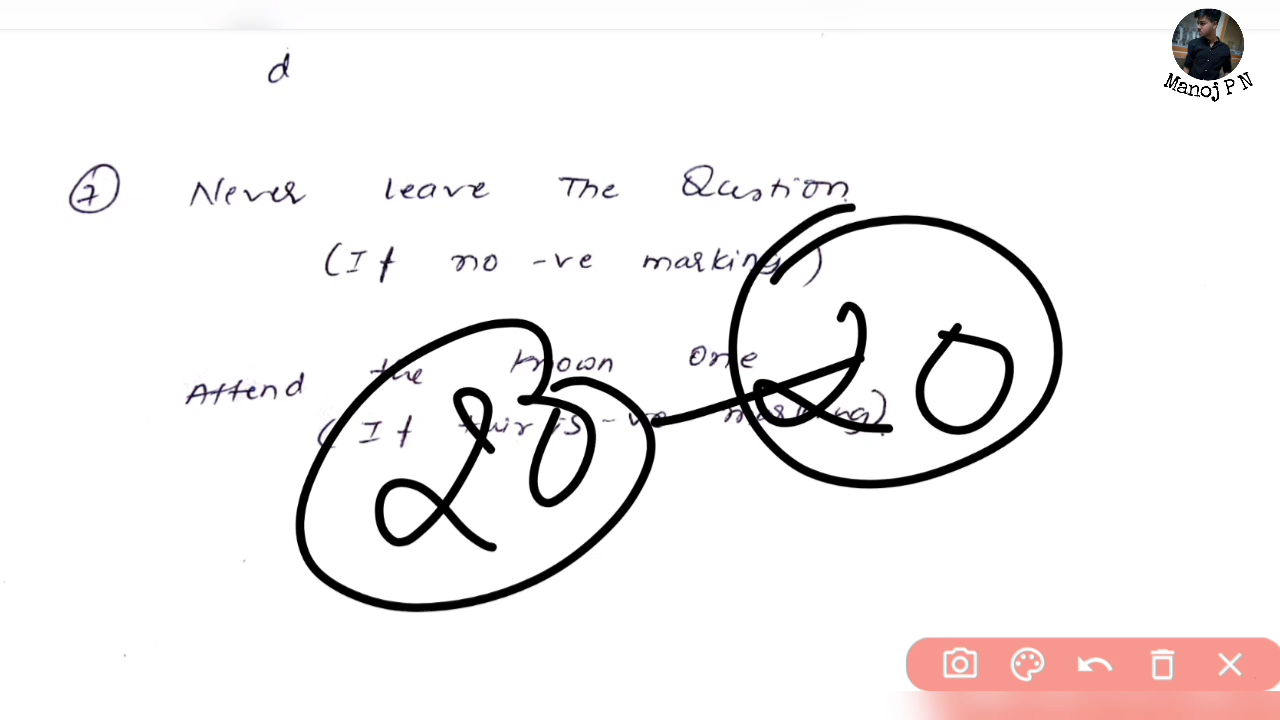 Manoj P N
d
7 Never leave The Qustion.
(If no -ve marking)
Attend the known one
(If thir is -ve marking)
20 20